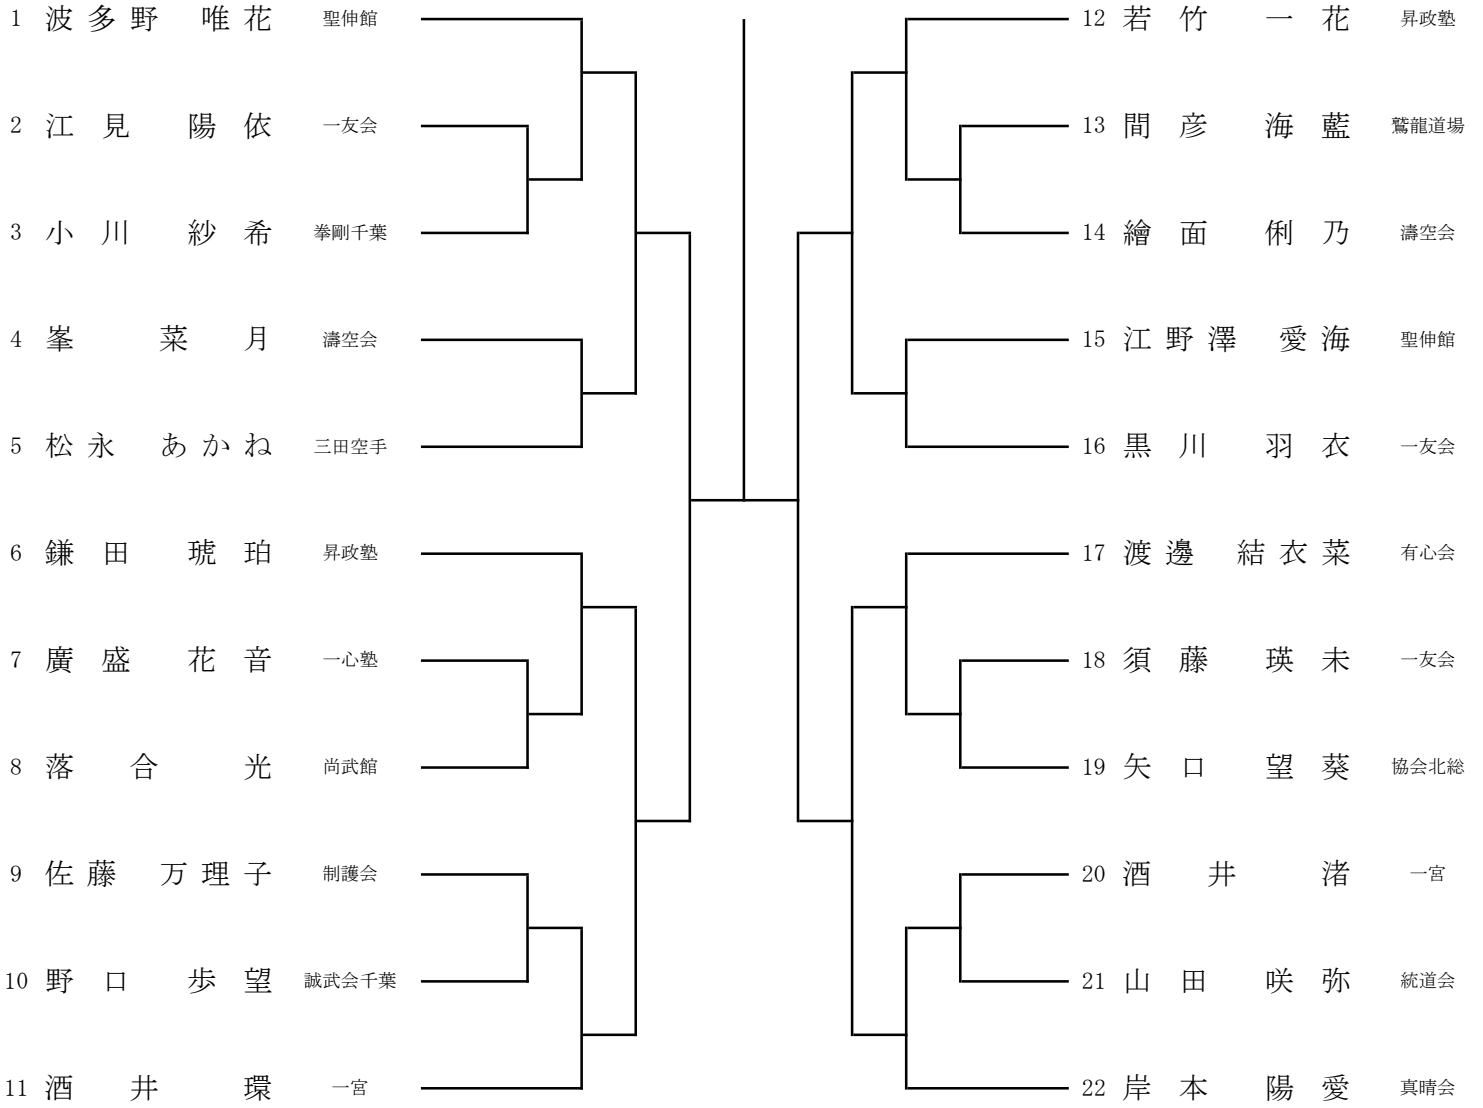 1 波多野 唯花 聖伸館
2 江見 陽依 一友会
3 小川 紗希 拳剛千葉
4 峯 菜月 濤空会
5 松永 あかね 三田空手
6 鎌田 琥珀 昇政塾
7 廣盛 花音 一心塾
8 落合 光 尚武館
9 佐藤 万理子 制護会
10 野口 歩望 誠武会千葉
11 酒井 環 一宮
12 若竹 一花 昇政塾
13 間彦 海藍 鷲龍道場
14 繪面 俐乃 濤空会
15 江野澤 愛海 聖伸館
16 黒川 羽衣 一友会
17 渡邊 結衣菜 有心会
18 須藤 瑛未 一友会
19 矢口 望葵 協会北総
20 酒井 渚 一宮
21 山田 咲弥 統道会
22 岸本 陽愛 真晴会